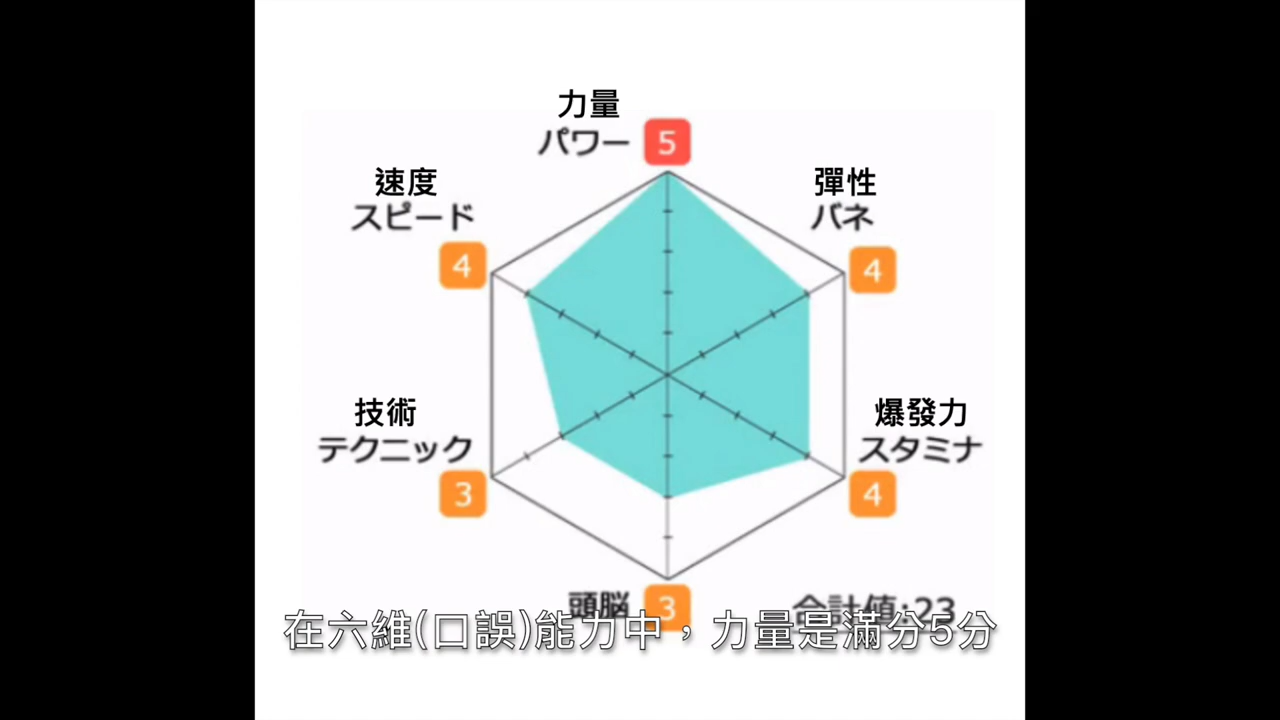 力量
パワー 5
速度
スピード
4
彈性
バネ
4
技術
テクニック
3
爆發力
スタミナ
4
頭脳 3
合計値:23
在六維(口誤)能力中，力量是滿分5分